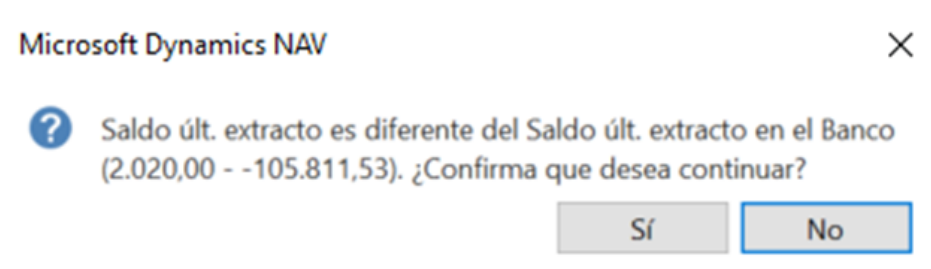 Microsoft Dynamics NAV
Saldo últ. extracto es diferente del Saldo últ. extracto en el Banco
(2.020,00 - -105.811,53). ¿Confirma que desea continuar?
Sí No